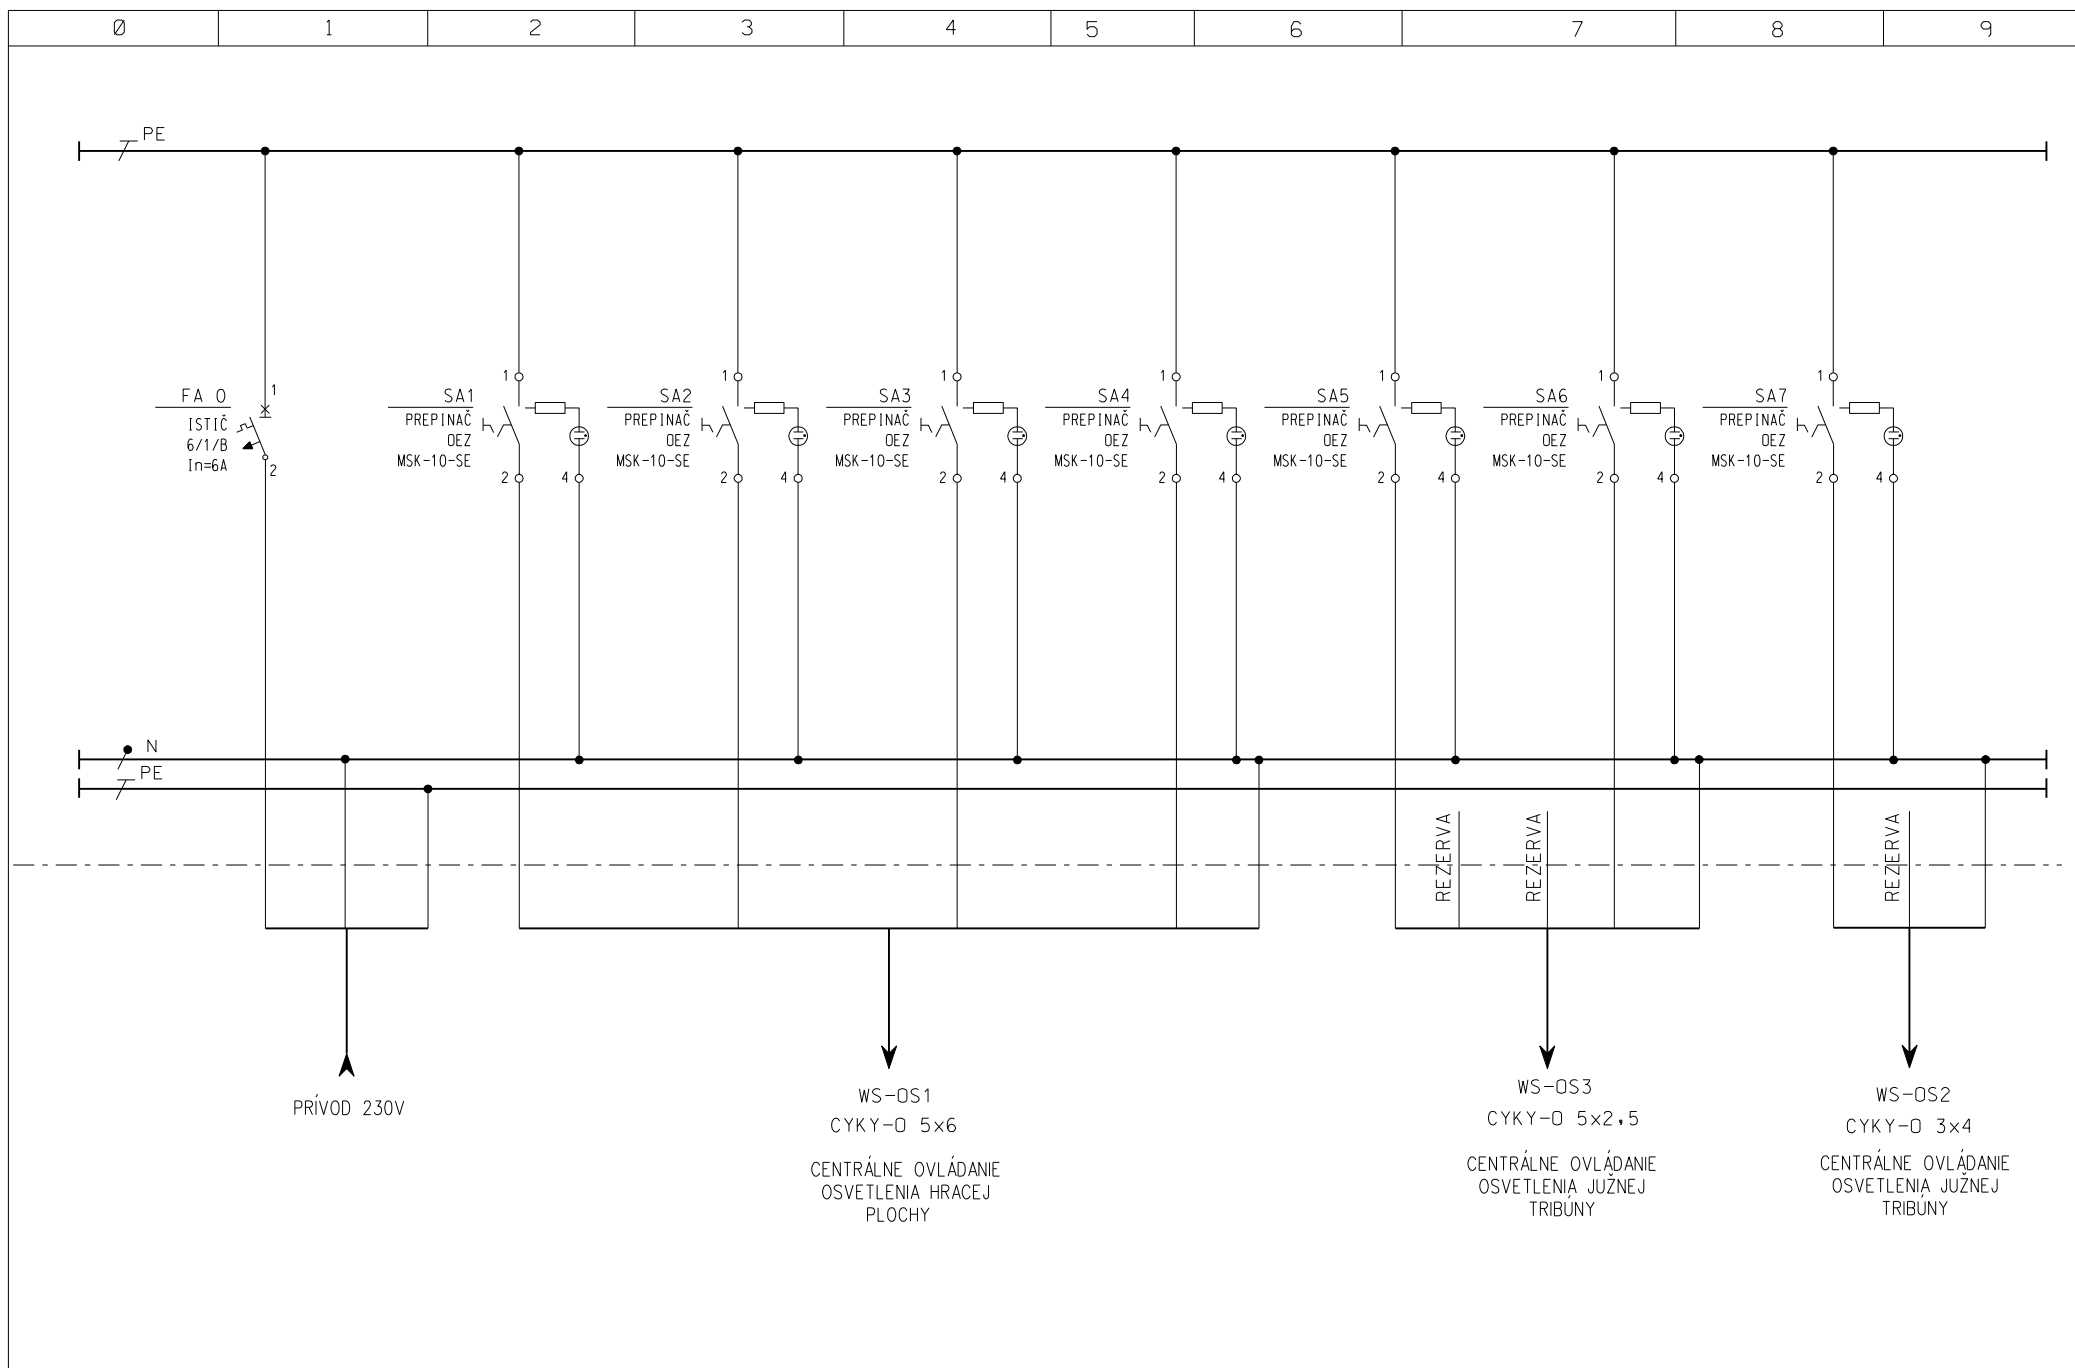 Ø 1 2 3 4 5 6 7 8 9
PE
FA 0
1
ISTIČ
6/1/B
In=6A
2
SA1
1
PREPINAČ
OEZ
MSK-10-SE
2 4
SA2
1
PREPINAČ
OEZ
MSK-10-SE
2 4
SA3
1
PREPINAČ
OEZ
MSK-10-SE
2 4
SA4
1
PREPINAČ
OEZ
MSK-10-SE
2 4
SA5
1
PREPINAČ
OEZ
MSK-10-SE
2 4
SA6
1
PREPINAČ
OEZ
MSK-10-SE
2 4
SA7
1
PREPINAČ
OEZ
MSK-10-SE
2 4
N
PE
REZERVA
REZERVA
REZERVA
PRÍVOD 230V
WS-OS1
CYKY-O 5x6
CENTRÁLNE OVLÁDANIE
OSVETLENIA HRACEJ
PLOCHY
WS-OS3
CYKY-O 5x2,5
CENTRÁLNE OVLÁDANIE
OSVETLENIA JUŽNEJ
TRIBÚNY
WS-OS2
CYKY-O 3x4
CENTRÁLNE OVLÁDANIE
OSVETLENIA JUŽNEJ
TRIBÚNY